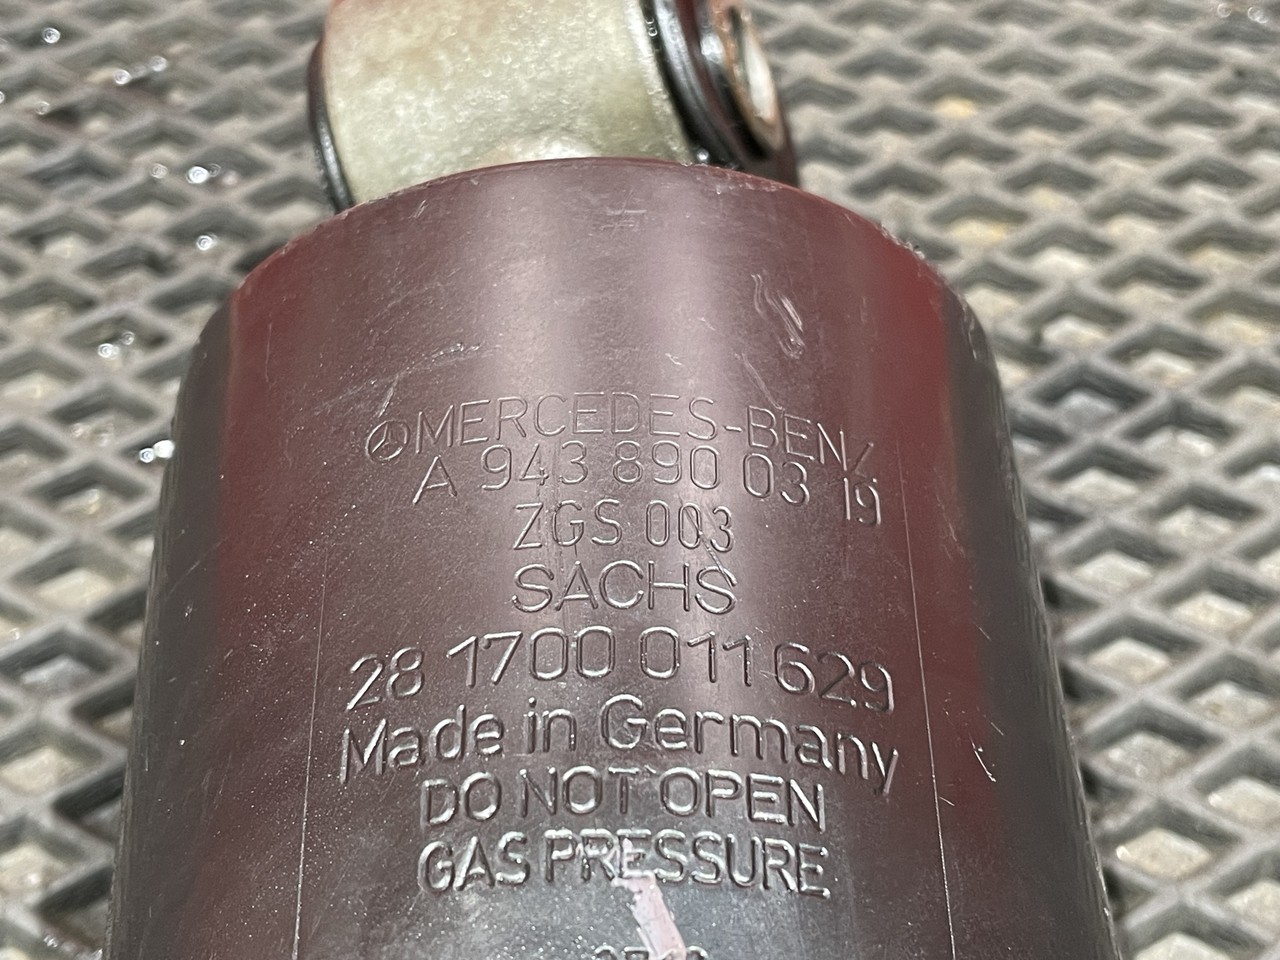 MERCEDES-BENZ
A 943 890 03 19
ZGS 003
SACHS
28 1700 011 629
Made in Germany
DO NOT OPEN
GAS PRESSURE